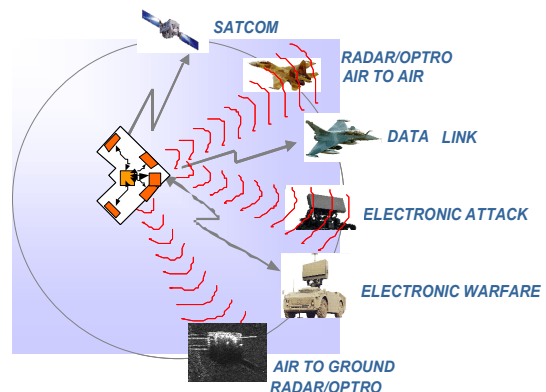 SATCOM
RADAR/OPTRO
AIR TO AIR
DATA LINK
ELECTRONIC ATTACK
ELECTRONIC WARFARE
AIR TO GROUND
RADAR/OPTRO